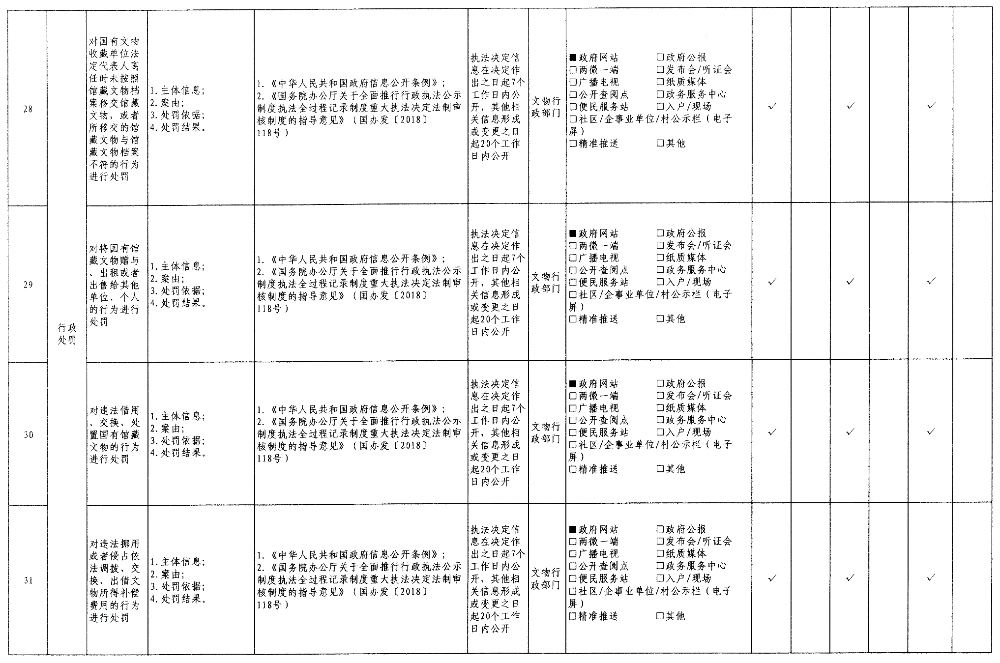 28
行政
处罚
对国有文物
收藏单位法
定代表人离
任时未按照
馆藏文物档
案移交馆藏
文物，或者
所移交的馆
藏文物与馆
藏文物档案
不符的行为
进行处罚
1. 主体信息；
2. 案由；
3. 处罚依据；
4. 处罚结果。
1. 《中华人民共和国政府信息公开条例》；
2. 《国务院办公厅关于全面推行行政执法公示
制度执法全过程记录制度重大执法决定法制审
核制度的指导意见》（国办发〔2018〕
118号）
执法决定信
息在决定作
出之日起7个
工作日内公
开，其他相
关信息形成
或变更之日
起20个工作
日内公开
文物行
政部门
■政府网站 □政府公报
□两微一端 □发布会/听证会
□广播电视 □纸质媒体
□公开查阅点 □政务服务中心
□便民服务站 □入户/现场
□社区/企事业单位/村公示栏（电子
屏）
□精准推送 □其他
✓ ✓ ✓
29
对将国有馆
藏文物赠与
、出租或者
出售给其他
单位、个人
的行为进行
处罚
1. 主体信息；
2. 案由；
3. 处罚依据；
4. 处罚结果。
1. 《中华人民共和国政府信息公开条例》；
2. 《国务院办公厅关于全面推行行政执法公示
制度执法全过程记录制度重大执法决定法制审
核制度的指导意见》（国办发〔2018〕
118号）
执法决定信
息在决定作
出之日起7个
工作日内公
开，其他相
关信息形成
或变更之日
起20个工作
日内公开
文物行
政部门
■政府网站 □政府公报
□两微一端 □发布会/听证会
□广播电视 □纸质媒体
□公开查阅点 □政务服务中心
□便民服务站 □入户/现场
□社区/企事业单位/村公示栏（电子
屏）
□精准推送 □其他
✓ ✓ ✓
30
对违法借用
、交换、处
置国有馆藏
文物的行为
进行处罚
1. 主体信息；
2. 案由；
3. 处罚依据；
4. 处罚结果。
1. 《中华人民共和国政府信息公开条例》；
2. 《国务院办公厅关于全面推行行政执法公示
制度执法全过程记录制度重大执法决定法制审
核制度的指导意见》（国办发〔2018〕
118号）
执法决定信
息在决定作
出之日起7个
工作日内公
开，其他相
关信息形成
或变更之日
起20个工作
日内公开
文物行
政部门
■政府网站 □政府公报
□两微一端 □发布会/听证会
□广播电视 □纸质媒体
□公开查阅点 □政务服务中心
□便民服务站 □入户/现场
□社区/企事业单位/村公示栏（电子
屏）
□精准推送 □其他
✓ ✓ ✓
31
对违法挪用
或者侵占依
法调拨、交
换、出借文
物所得补偿
费用的行为
进行处罚
1. 主体信息；
2. 案由；
3. 处罚依据；
4. 处罚结果。
1. 《中华人民共和国政府信息公开条例》；
2. 《国务院办公厅关于全面推行行政执法公示
制度执法全过程记录制度重大执法决定法制审
核制度的指导意见》（国办发〔2018〕
118号）
执法决定信
息在决定作
出之日起7个
工作日内公
开，其他相
关信息形成
或变更之日
起20个工作
日内公开
文物行
政部门
■政府网站 □政府公报
□两微一端 □发布会/听证会
□广播电视 □纸质媒体
□公开查阅点 □政务服务中心
□便民服务站 □入户/现场
□社区/企事业单位/村公示栏（电子
屏）
□精准推送 □其他
✓ ✓ ✓